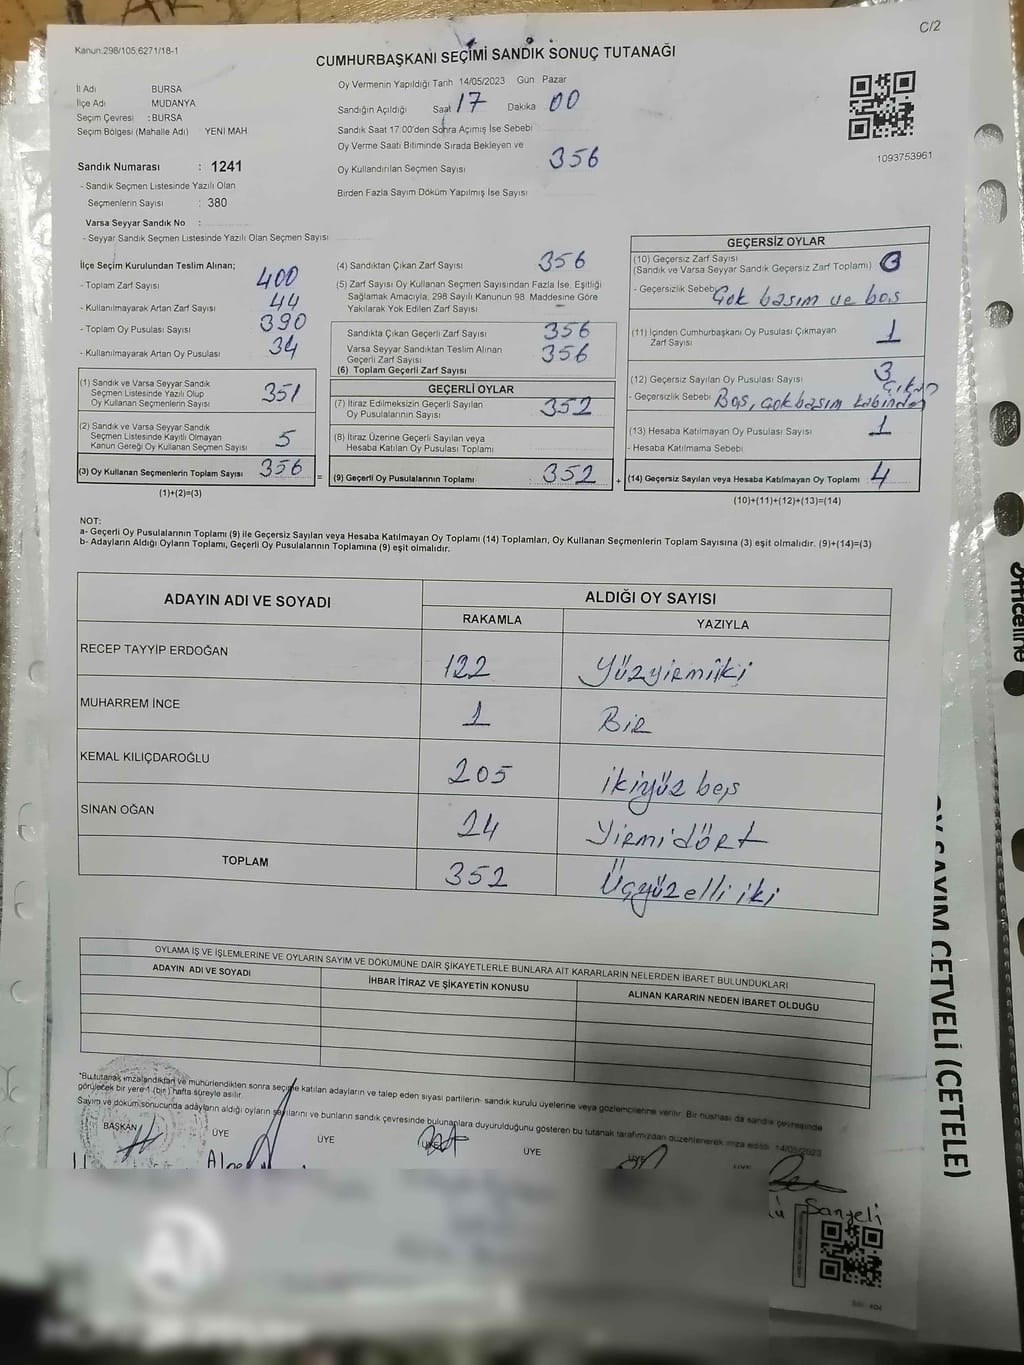 C/2
Kanun:298/105,6271/18-1
CUMHURBAŞKANI SEÇİMİ SANDIK SONUÇ TUTANAĞI
İl Adı BURSA
İlçe Adı MUDANYA
Seçim Çevresi : BURSA
Seçim Bölgesi (Mahalle Adı) YENİ MAH
Sandık Numarası : 1241
- Sandık Seçmen Listesinde Yazılı Olan
Seçmenlerin Sayısı : 380
Varsa Seyyar Sandık No :
- Seyyar Sandık Seçmen Listesinde Yazılı Olan Seçmen Sayısı
Oy Vermenin Yapıldığı Tarih 14/05/2023 Gün Pazar
Sandığın Açıldığı Saat 17 Dakika 00
Sandık Saat 17:00'den Sonra Açımış İse Sebebi
Oy Verme Saati Bitiminde Sırada Bekleyen ve
Oy Kullandırılan Seçmen Sayısı 356
Birden Fazla Sayım Döküm Yapılmış İse Sayısı
1093753961
İlçe Seçim Kurulundan Teslim Alınan;
- Toplam Zarf Sayısı 400
- Kullanılmayarak Artan Zarf Sayısı 44
- Toplam Oy Pusulası Sayısı 390
- Kullanılmayarak Artan Oy Pusulası 34
(1) Sandık ve Varsa Seyyar Sandık
Seçmen Listesinde Yazılı Olup
Oy Kullanan Seçmenlerin Sayısı 351
(2) Sandık ve Varsa Seyyar Sandık
Seçmen Listesinde Kayıtlı Olmayan
Kanun Gereği Oy Kullanan Seçmen Sayısı 5
(3) Oy Kullanan Seçmenlerin Toplam Sayısı 356 =
(1)+(2)=(3)
(4) Sandıktan Çıkan Zarf Sayısı 356
(5) Zarf Sayısı Oy Kullanan Seçmen Sayısından Fazla İse, Eşitliği
Sağlamak Amacıyla; 298 Sayılı Kanunun 98. Maddesine Göre
Yakılarak Yok Edilen Zarf Sayısı
Sandıkta Çıkan Geçerli Zarf Sayısı 356
Varsa Seyyar Sandıktan Teslim Alınan
Geçerli Zarf Sayısı 356
(6) Toplam Geçerli Zarf Sayısı
GEÇERLİ OYLAR
(7) İtiraz Edilmeksizin Geçerli Sayılan
Oy Pusulalarının Sayısı 352
(8) İtiraz Üzerine Geçerli Sayılan veya
Hesaba Katılan Oy Pusulası Toplamı
(9) Geçerli Oy Pusulalarının Toplamı 352 +
GEÇERSİZ OYLAR
(10) Geçersiz Zarf Sayısı
(Sandık ve Varsa Seyyar Sandık Geçersiz Zarf Toplamı)
- Geçersizlik Sebebi Çok basım ve boş
(11) İçinden Cumhurbaşkanı Oy Pusulası Çıkmayan
Zarf Sayısı 1
(12) Geçersiz Sayılan Oy Pusulası Sayısı 3
- Geçersizlik Sebebi Boş, çok basım kabinden çıkan
(13) Hesaba Katılmayan Oy Pusulası Sayısı 1
- Hesaba Katılmama Sebebi
(14) Geçersiz Sayılan veya Hesaba Katılmayan Oy Toplamı 4
(10)+(11)+(12)+(13)=(14)
NOT:
a- Geçerli Oy Pusulalarının Toplamı (9) ile Geçersiz Sayılan veya Hesaba Katılmayan Oy Toplamı (14) Toplamları, Oy Kullanan Seçmenlerin Toplam Sayısına (3) eşit olmalıdır. (9)+(14)=(3)
b- Adayların Aldığı Oyların Toplamı, Geçerli Oy Pusulalarının Toplamına (9) eşit olmalıdır.
ADAYIN ADI VE SOYADI ALDIĞI OY SAYISI
RAKAMLA YAZIYLA
RECEP TAYYİP ERDOĞAN 122 Yüzyirmiiki
MUHARREM İNCE 1 Bir
KEMAL KILIÇDAROĞLU 205 ikiyüz beş
SİNAN OĞAN 24 Yirmidört
TOPLAM 352 Üçyüzelli iki
OYLAMA İŞ VE İŞLEMLERİNE VE OYLARIN SAYIM VE DÖKÜMÜNE DAİR ŞİKAYETLERLE BUNLARA AİT KARARLARIN NELERDEN İBARET BULUNDUKLARI
ADAYIN ADI VE SOYADI İHBAR İTİRAZ VE ŞİKAYETİN KONUSU ALINAN KARARIN NEDEN İBARET OLDUĞU
*Bu tutanak imzalandıktan ve mühürlendikten sonra seçime katılan adayların ve talep eden siyasi partilerin- sandık kurulu üyelerine veya gözlemcilerine verilir. Bir nüshası da sandık çevresinde
görülecek bir yere 1 (bir) hafta süreyle asılır.
Sayım ve döküm sonucunda adayların aldığı oyların sayılarını ve bunların sandık çevresinde bulunanlara duyurulduğunu gösteren bu tutanak tarafımızdan düzenlenerek imza edildi. 14/05/2023
BAŞKAN ÜYE ÜYE ÜYE ÜYE ÜYE ÜYE
Sanjeli
Officeline
OY SAYIM CETVELİ (ÇETELE)